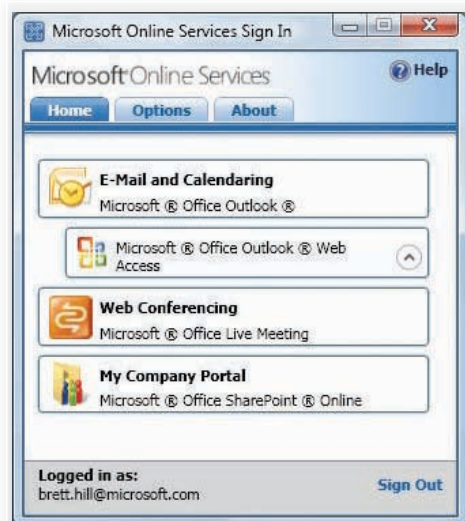 Microsoft Online Services Sign In
Microsoft Online Services
Help
Home Options About
E-Mail and Calendaring
Microsoft ® Office Outlook ®
Microsoft ® Office Outlook ® Web
Access
Web Conferencing
Microsoft ® Office Live Meeting
My Company Portal
Microsoft ® Office SharePoint ® Online
Logged in as:
brett.hill@microsoft.com
Sign Out